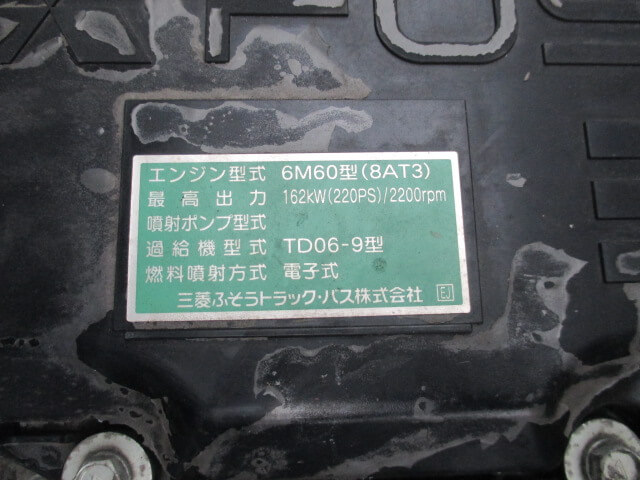 FUS
エンジン型式 6M60型(8AT3)
最高出力 162kW(220PS)/2200rpm
噴射ポンプ型式
過給機型式 TD06-9型
燃料噴射方式 電子式
三菱ふそうトラック・バス株式会社 EJ